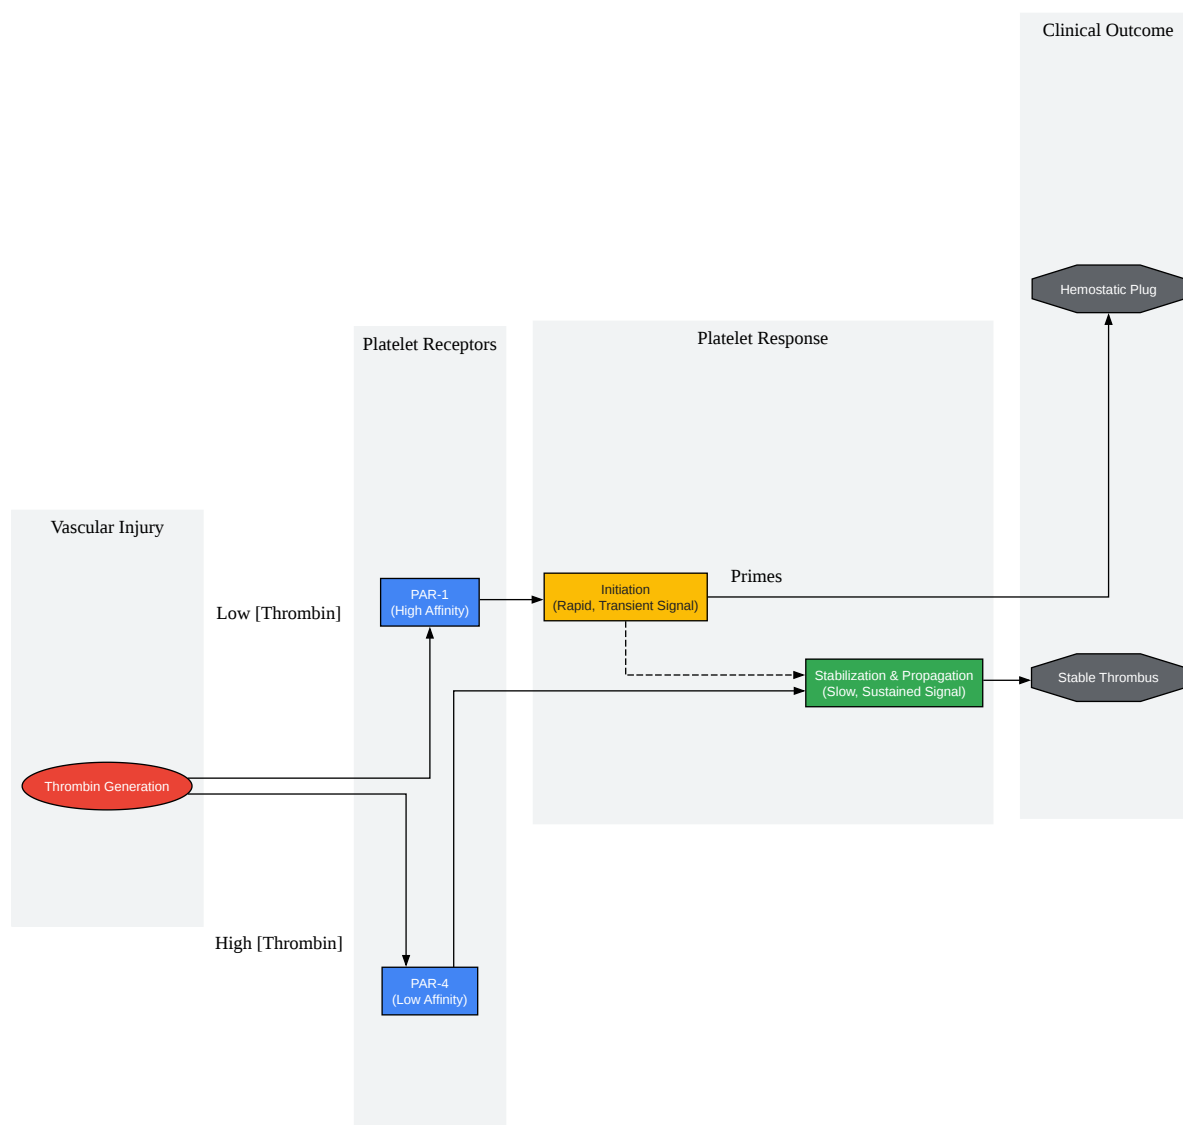 Clinical Outcome
Hemostatic Plug
Platelet Receptors
Platelet Response
Vascular Injury
Primes
Low [Thrombin]
PAR-1
(High Affinity)
Initiation
(Rapid, Transient Signal)
Stabilization & Propagation
(Slow, Sustained Signal)
Stable Thrombus
Thrombin Generation
High [Thrombin]
PAR-4
(Low Affinity)